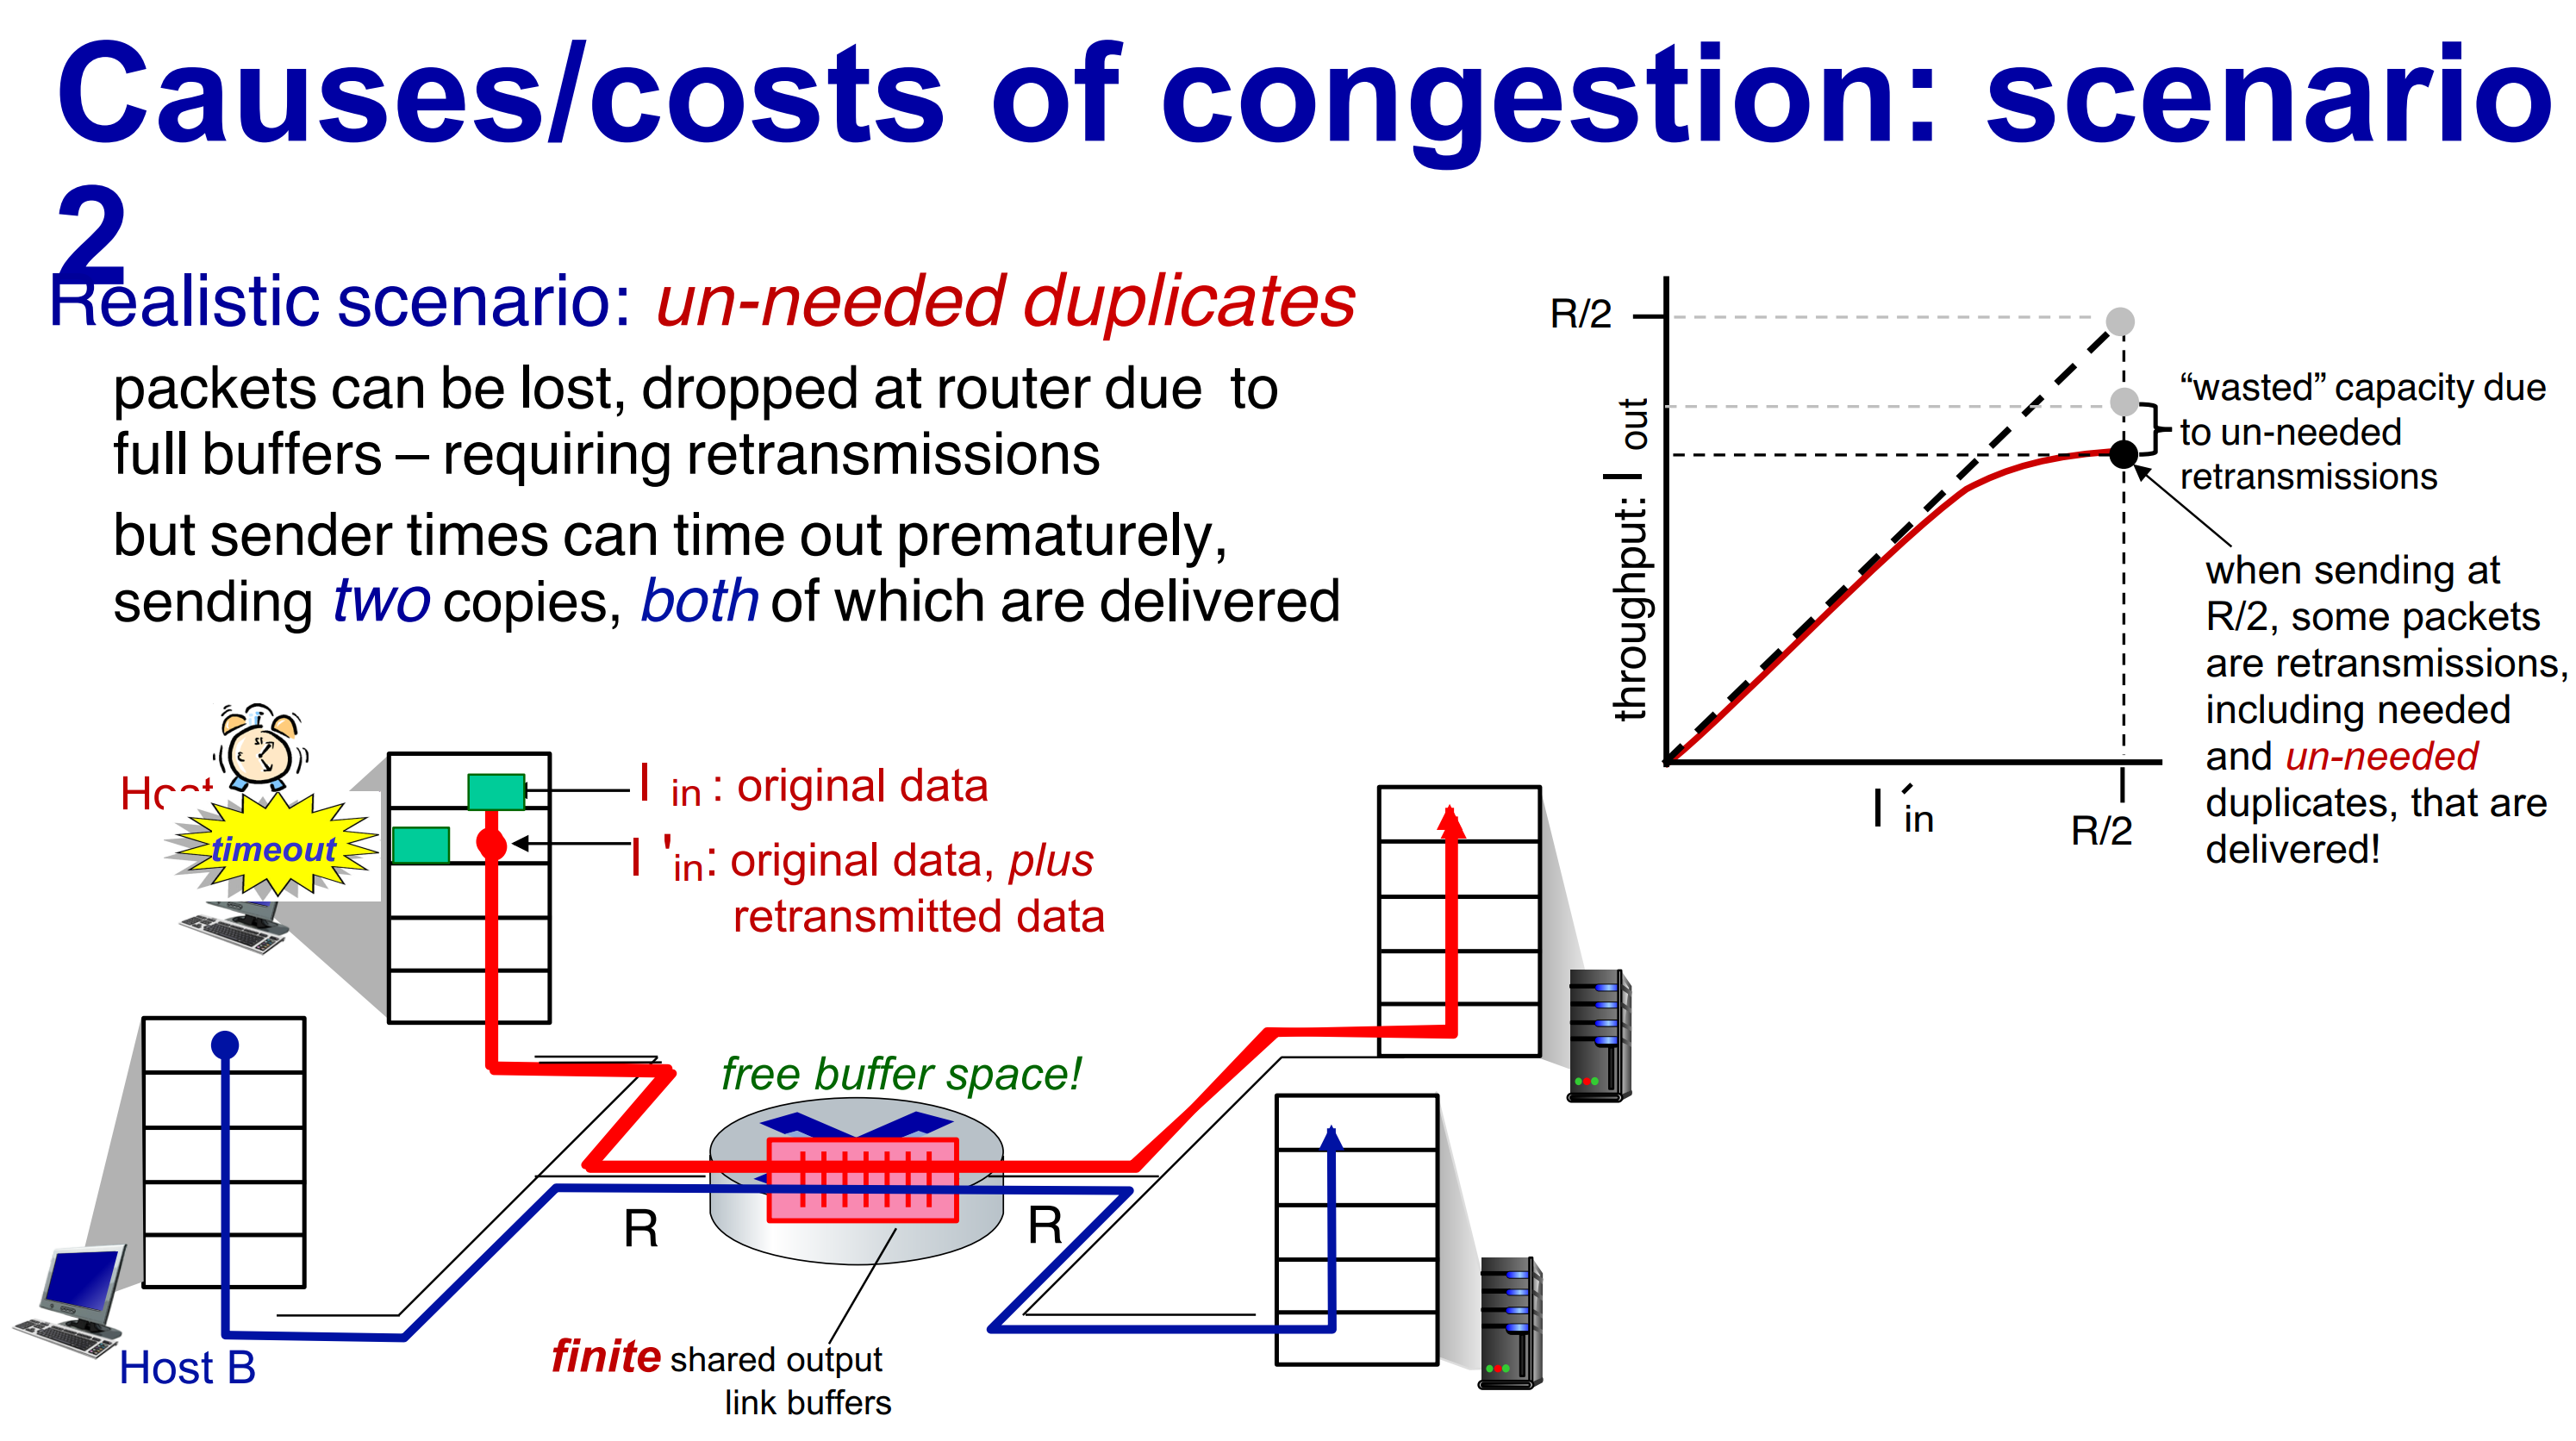 Causes/costs of congestion: scenario
2
Realistic scenario: un-needed duplicates
packets can be lost, dropped at router due to
full buffers – requiring retransmissions
but sender times can time out prematurely,
sending two copies, both of which are delivered
R/2
throughput: l out
“wasted” capacity due
to un-needed
retransmissions
when sending at
R/2, some packets
are retransmissions,
including needed
and un-needed
duplicates, that are
delivered!
l ́in
R/2
timeout
l in : original data
l 'in: original data, plus
retransmitted data
free buffer space!
R
R
finite shared output
link buffers
Host B